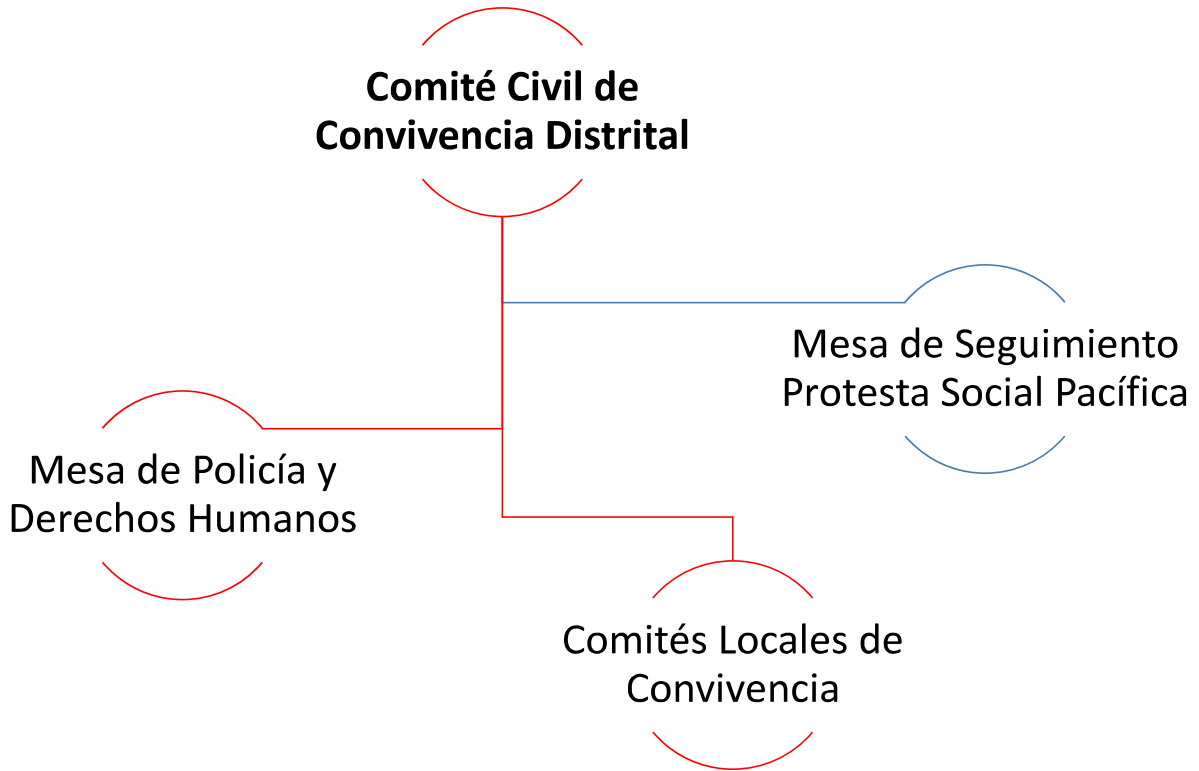 Comité Civil de
Convivencia Distrital
Mesa de Seguimiento
Protesta Social Pacífica
Mesa de Policía y
Derechos Humanos
Comités Locales de
Convivencia